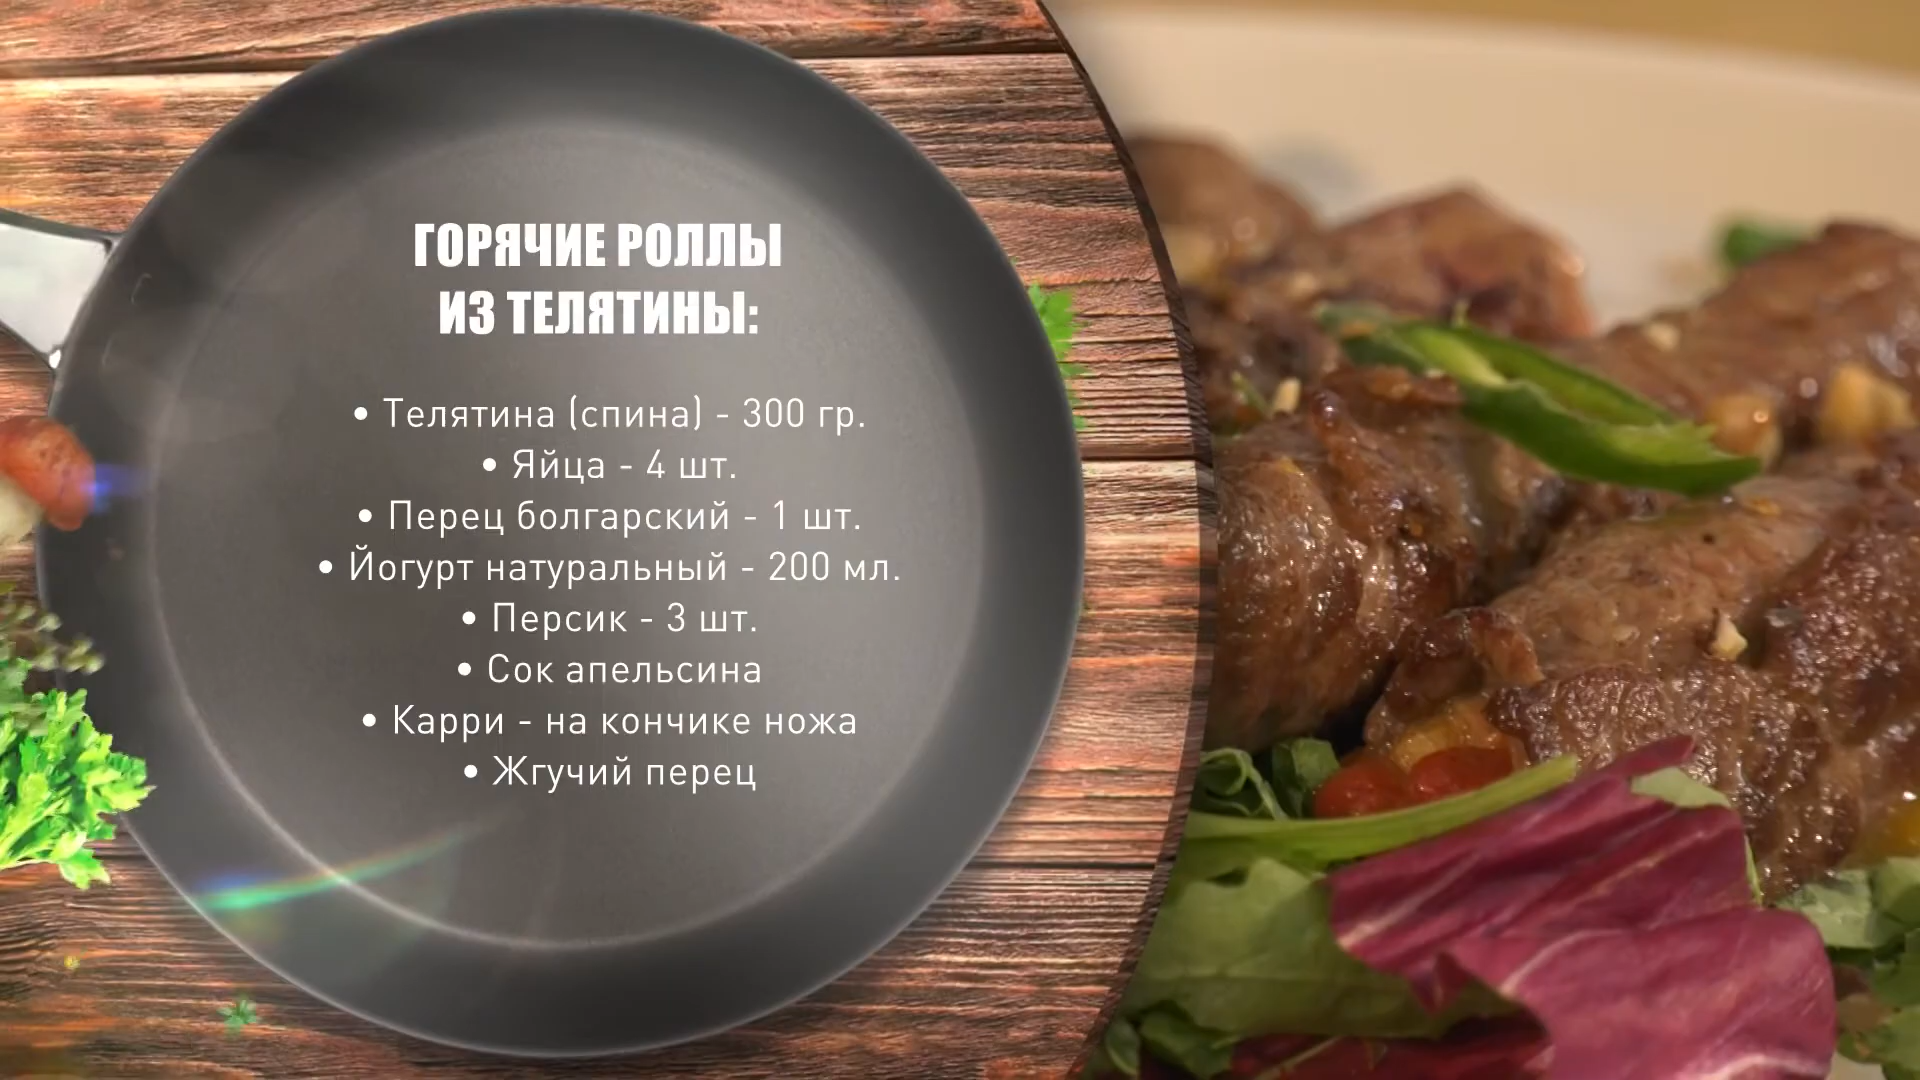 ГОРЯЧИЕ РОЛЛЫ
ИЗ ТЕЛЯТИНЫ:
• Телятина (спина) - 300 гр.
• Яйца - 4 шт.
• Перец болгарский - 1 шт.
• Йогурт натуральный - 200 мл.
• Персик - 3 шт.
• Сок апельсина
• Карри - на кончике ножа
• Жгучий перец